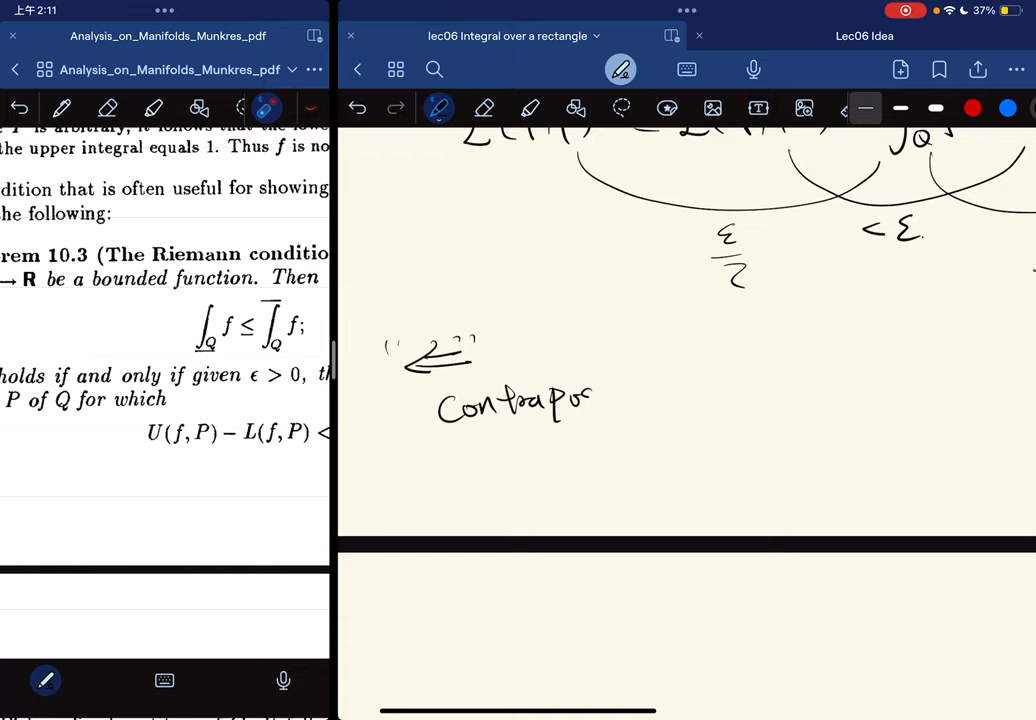 上午2:11
37%
Analysis_on_Manifolds_Munkres_pdf
lec06 Integral over a rectangle
Lec06 Idea
Analysis_on_Manifolds_Munkres_pdf
the upper integral equals 1. Thus f is no
dition that is often useful for showing
the following:
rem 10.3 (The Riemann conditio
→ R be a bounded function. Then
∫_Q f ≤ ∫_Q f;
holds if and only if given ϵ > 0, th
P of Q for which
U(f, P) − L(f, P) <
< ε.
ε/2
"⇐"
Contrapos